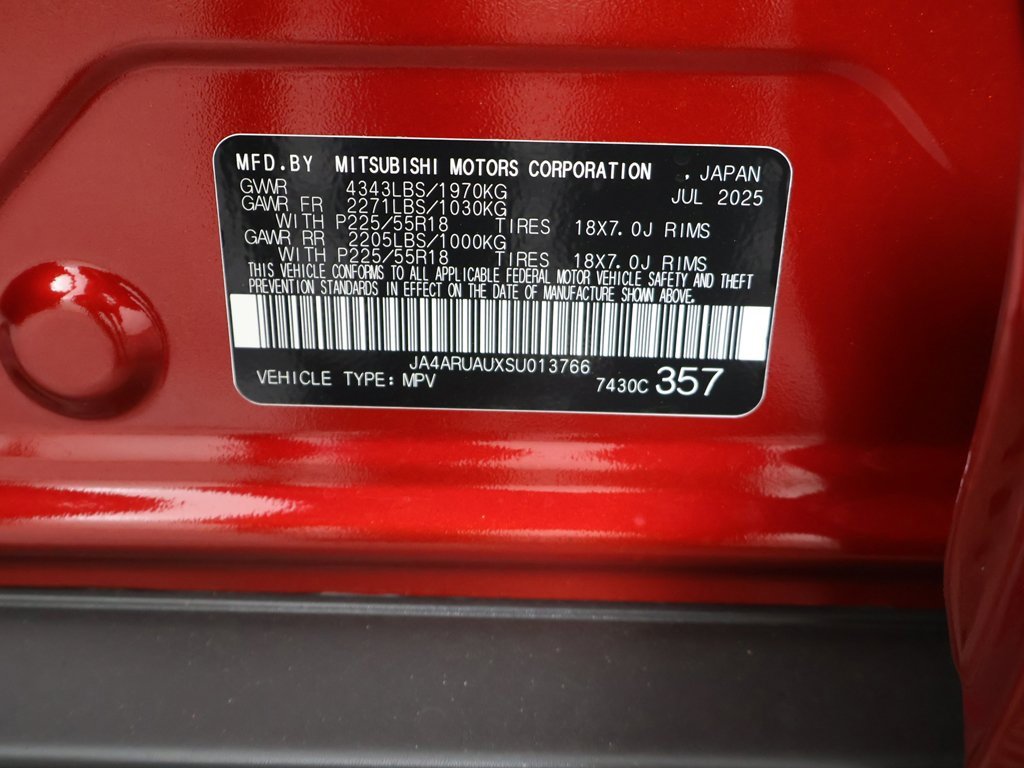 MFD.BY MITSUBISHI MOTORS CORPORATION , JAPAN
GVWR 4343LBS/1970KG JUL 2025
GAWR FR 2271LBS/1030KG
WITH P225/55R18 TIRES 18X7.0J RIMS
GAWR RR 2205LBS/1000KG
WITH P225/55R18 TIRES 18X7.0J RIMS
THIS VEHICLE CONFORMS TO ALL APPLICABLE FEDERAL MOTOR VEHICLE SAFETY AND THEFT
PREVENTION STANDARDS IN EFFECT ON THE DATE OF MANUFACTURE SHOWN ABOVE.
JA4ARUAUXSU013766
VEHICLE TYPE: MPV 7430C 357